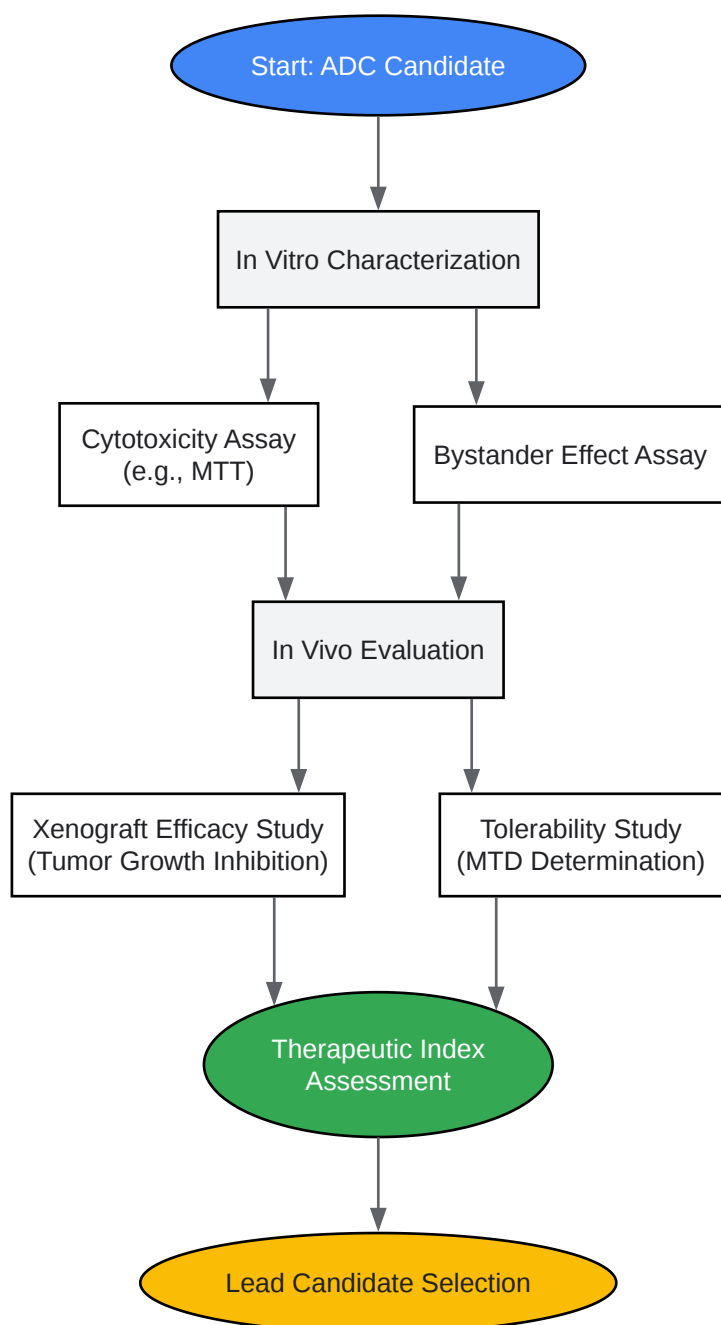 Start: ADC Candidate
In Vitro Characterization
Cytotoxicity Assay
(e.g., MTT)
Bystander Effect Assay
In Vivo Evaluation
Xenograft Efficacy Study
(Tumor Growth Inhibition)
Tolerability Study
(MTD Determination)
Therapeutic Index
Assessment
Lead Candidate Selection